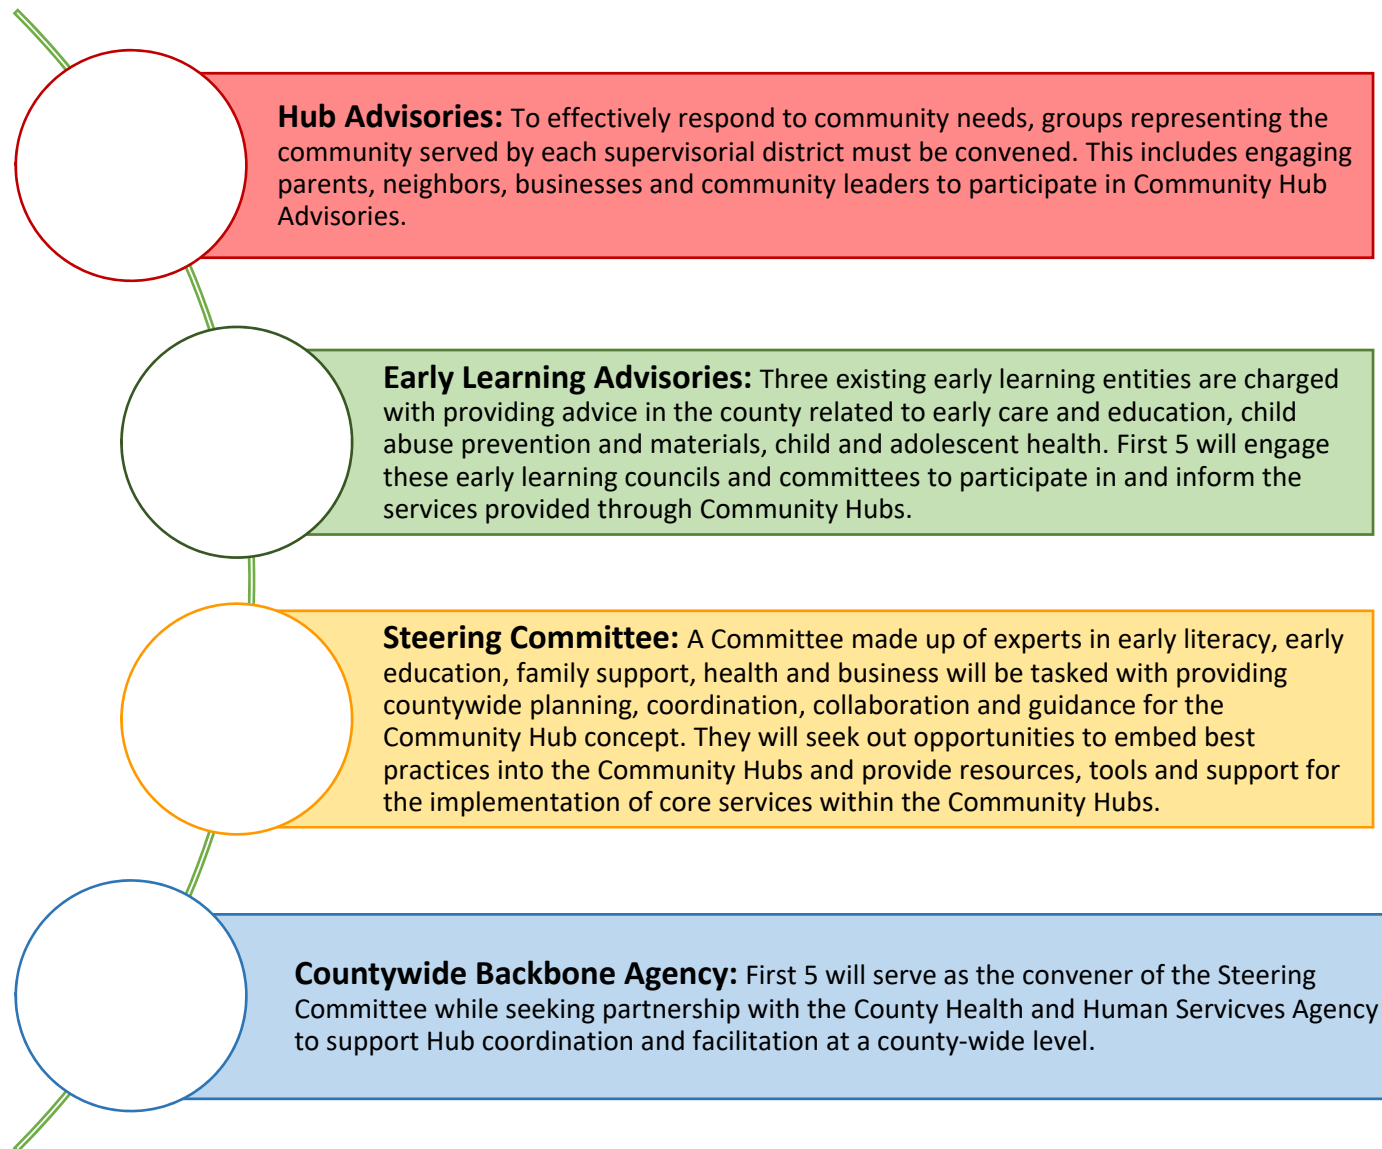 Hub Advisories: To effectively respond to community needs, groups representing the
community served by each supervisorial district must be convened. This includes engaging
parents, neighbors, businesses and community leaders to participate in Community Hub
Advisories.
Early Learning Advisories: Three existing early learning entities are charged
with providing advice in the county related to early care and education, child
abuse prevention and materials, child and adolescent health. First 5 will engage
these early learning councils and committees to participate in and inform the
services provided through Community Hubs.
Steering Committee: A Committee made up of experts in early literacy, early
education, family support, health and business will be tasked with providing
countywide planning, coordination, collaboration and guidance for the
Community Hub concept. They will seek out opportunities to embed best
practices into the Community Hubs and provide resources, tools and support for
the implementation of core services within the Community Hubs.
Countywide Backbone Agency: First 5 will serve as the convener of the Steering
Committee while seeking partnership with the County Health and Human Servicves Agency
to support Hub coordination and facilitation at a county-wide level.